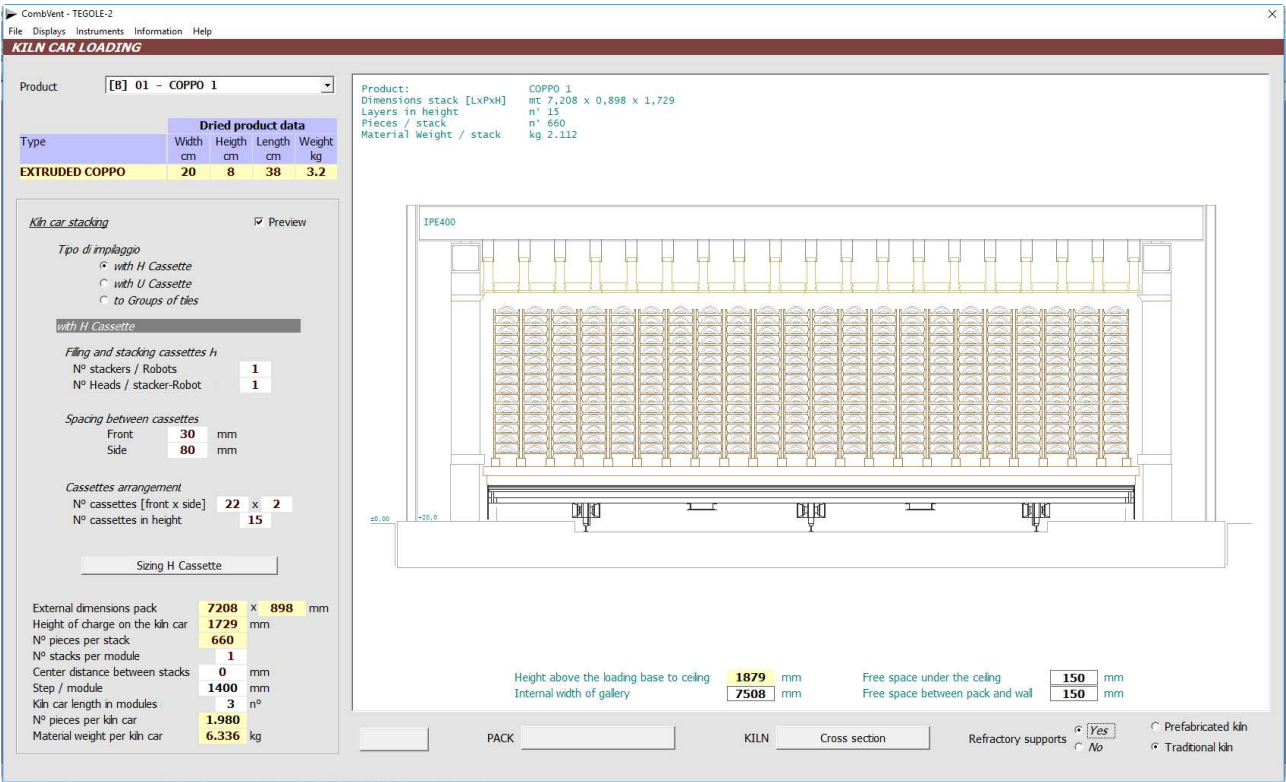 CombVent - TEGOLE-2
File Displays Instruments Information Help
KILN CAR LOADING
Product [B] 01 - COPPO 1
Dried product data
Type Width Heigth Length Weight
cm cm cm kg
EXTRUDED COPPO 20 8 38 3.2
Kiln car stacking Preview
Tipo di impilaggio
with H Cassette
with U Cassette
to Groups of tiles
with H Cassette
Filling and stacking cassettes H
Nº stackers / Robots 1
Nº Heads / stacker-Robot 1
Spacing between cassettes
Front 30 mm
Side 80 mm
Cassettes arrangement
Nº cassettes [front x side] 22 x 2
Nº cassettes in height 15
Sizing H Cassette
External dimensions pack 7208 x 898 mm
Height of charge on the kiln car 1729 mm
Nº pieces per stack 660
Nº stacks per module 1
Center distance between stacks 0 mm
Step / module 1400 mm
Kiln car length in modules 3 nº
Nº pieces per kiln car 1.980
Material weight per kiln car 6.336 kg
Product: COPPO 1
Dimensions stack [LxPxH] mt 7,208 x 0,898 x 1,729
Layers in height n' 15
Pieces / stack n' 660
Material Weight / stack kg 2.112
IPE400
±0,00 -20,0
Height above the loading base to ceiling 1879 mm Free space under the ceiling 150 mm
Internal width of gallery 7508 mm Free space between pack and wall 150 mm
PACK KILN Cross section Refractory supports Yes No
Prefabricated kiln
Traditional kiln